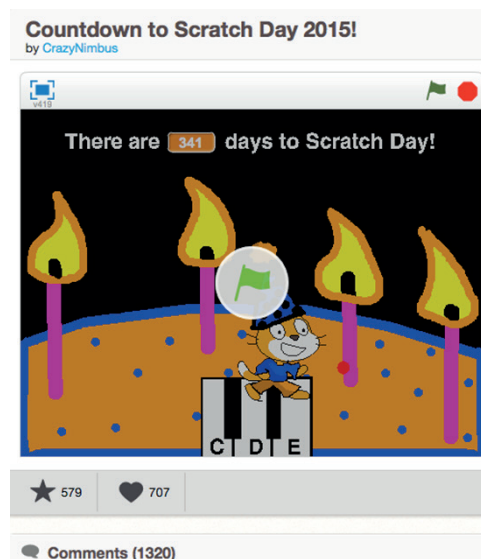 Countdown to Scratch Day 2015!
by CrazyNimbus
v419
There are 341 days to Scratch Day!
C D E
579 707
Comments (1320)